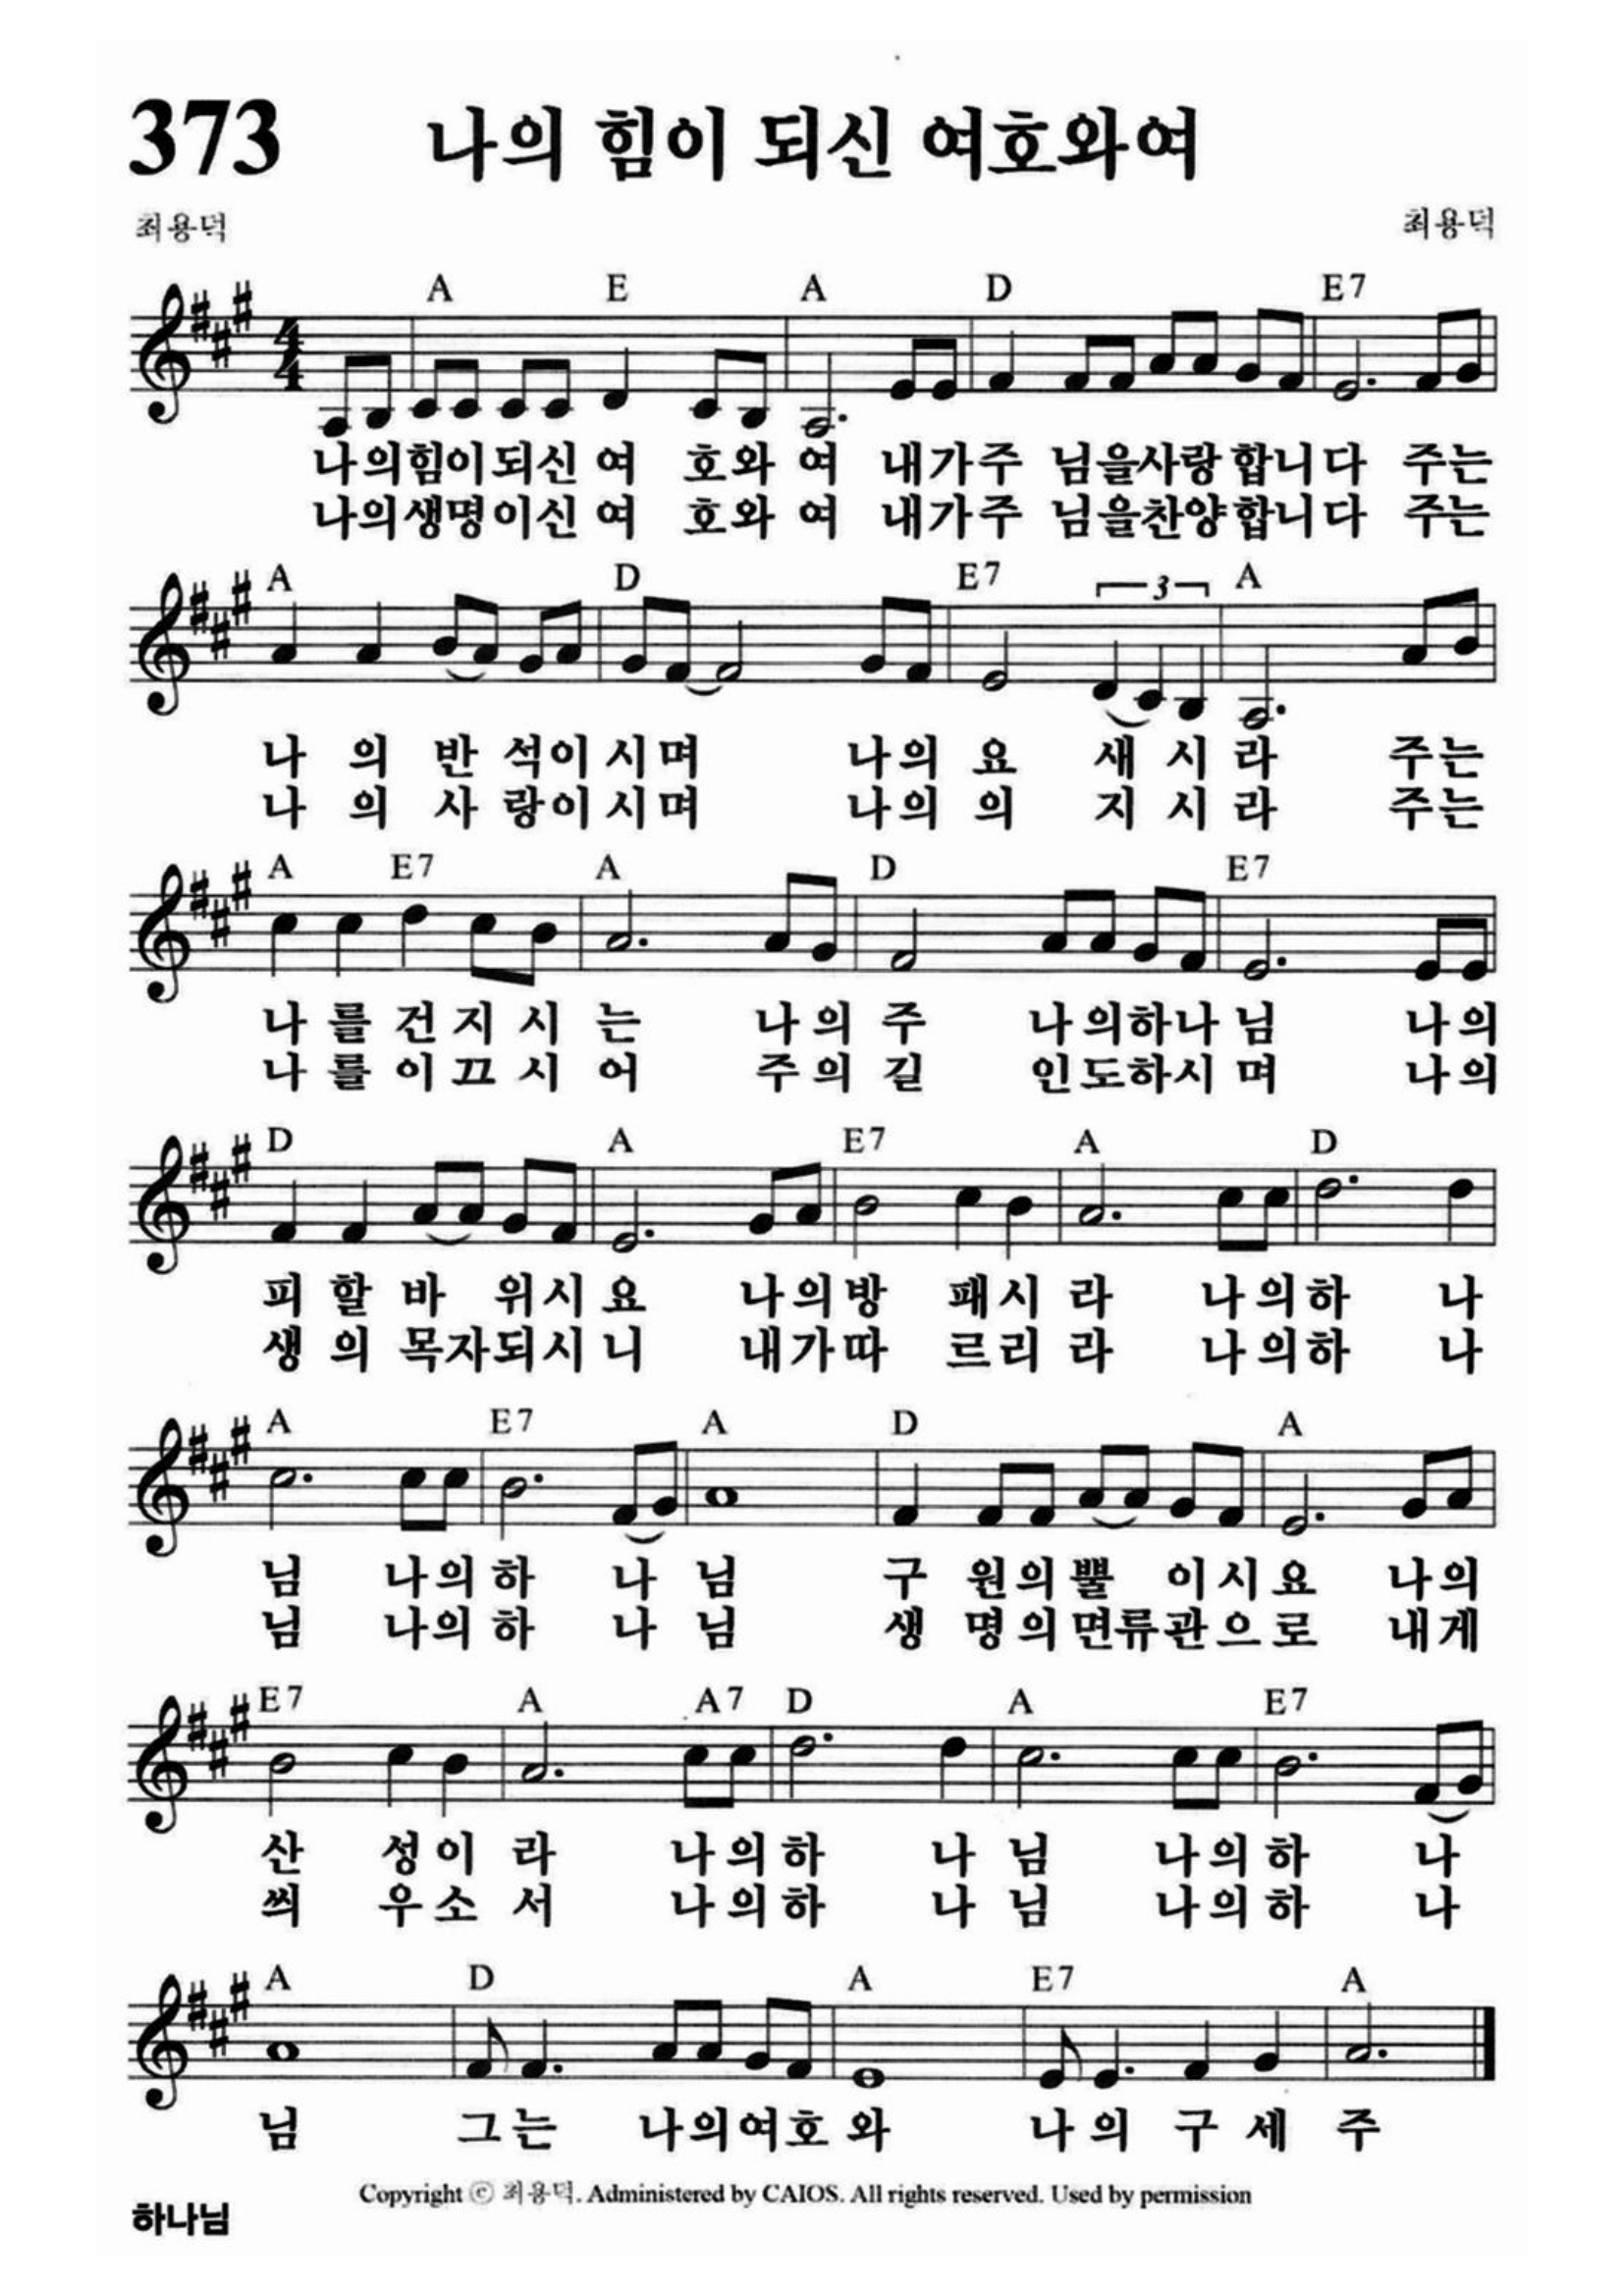 373 나의 힘이 되신 여호와여
최용덕 최용덕
A E A D E7
나의힘이되신 여 호와 여 내가주 님을사랑합니다 주는
나의생명이신 여 호와 여 내가주 님을찬양합니다 주는
A D E7 3 A
나 의 반 석이시며 나의 요 새 시 라 주는
나 의 사 랑이시며 나의 의 지 시 라 주는
A E7 A D E7
나 를 건 지 시 는 나의 주 나의하나 님 나의
나 를 이 끄 시 어 주의 길 인도하시 며 나의
D A E7 A D
피 할 바 위시 요 나의방 패시 라 나의하 나
생 의 목자되시 니 내가따 르리 라 나의하 나
A E7 A D A
님 나의하 나 님 구 원의뿔 이시요 나의
님 나의하 나 님 생 명의면류관으로 내게
E7 A A7 D A E7
산 성이 라 나의하 나 님 나의하 나
씌 우소 서 나의하 나 님 나의하 나
A D A E7 A
님 그는 나의여호 와 나의 구 세 주
Copyright ⓒ 최용덕. Administered by CAIOS. All rights reserved. Used by permission
하나님